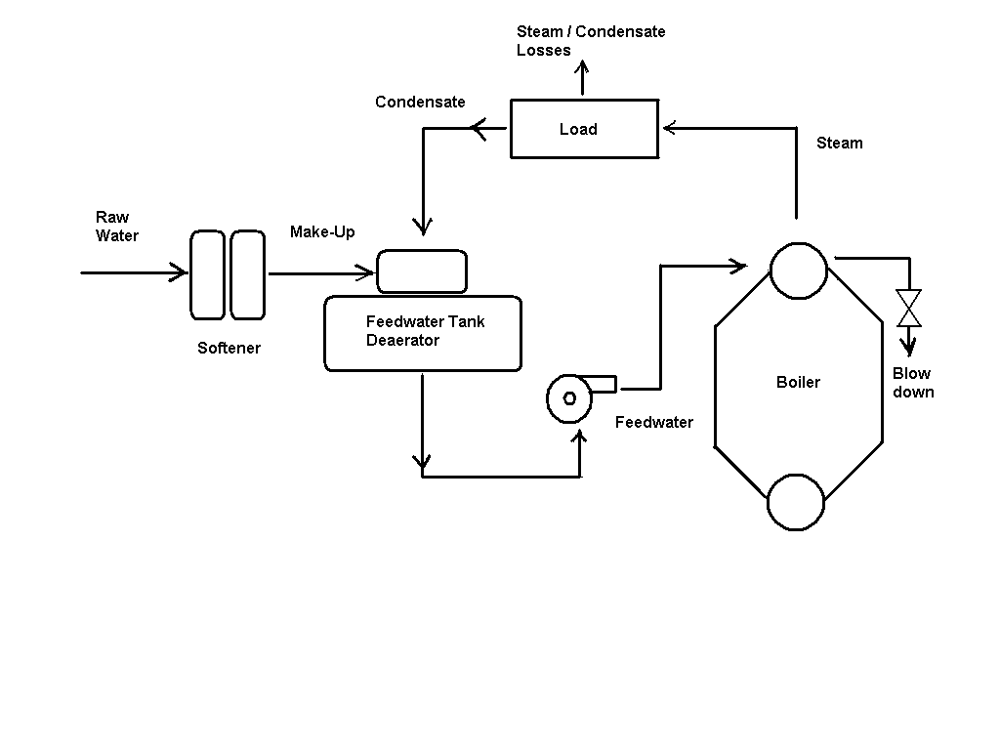 Steam / Condensate
Losses
Condensate
Load
Steam
Raw
Water
Make-Up
Softener
Feedwater Tank
Deaerator
Feedwater
Boiler
Blow
down